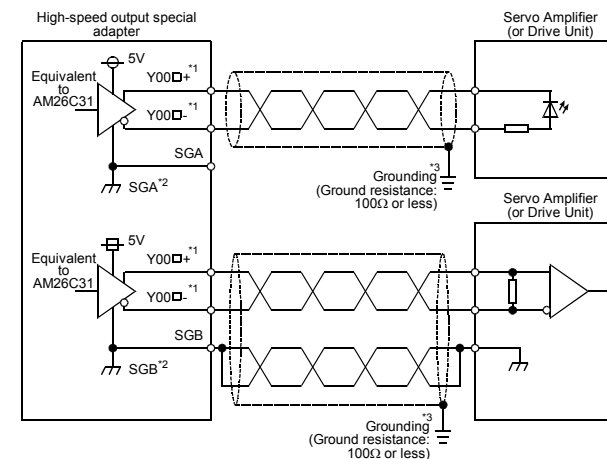 High-speed output special
adapter
Servo Amplifier
(or Drive Unit)
5V
Equivalent
to
AM26C31
Y00□+*1
Y00□-*1
SGA
SGA*2
*3
Grounding
(Ground resistance:
100Ω or less)
Servo Amplifier
(or Drive Unit)
5V
Equivalent
to
AM26C31
Y00□+*1
Y00□-*1
SGB
SGB*2
*3
Grounding
(Ground resistance:
100Ω or less)